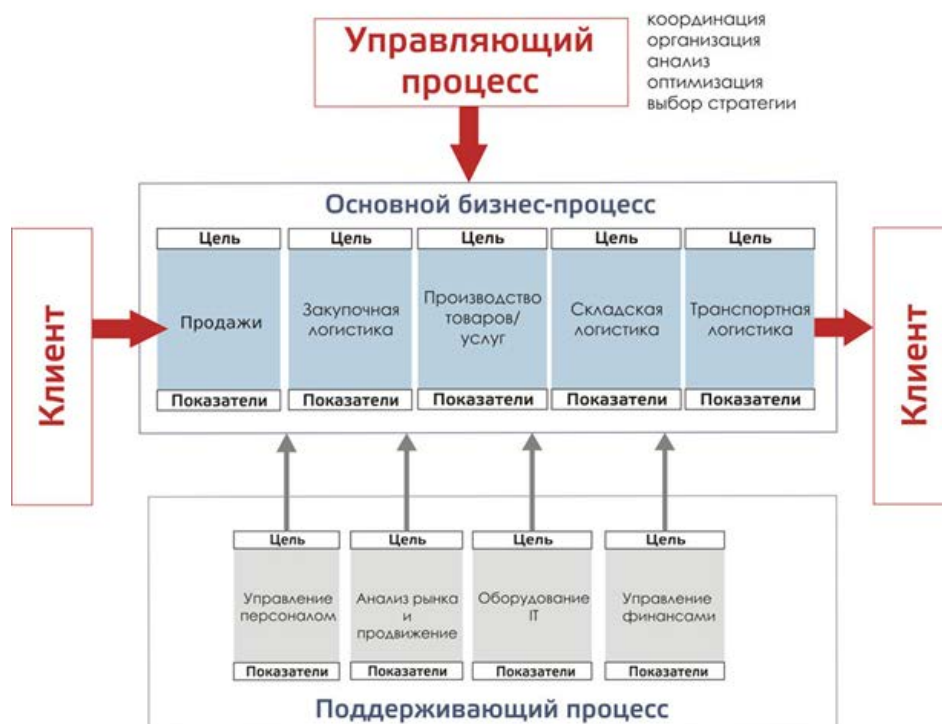 Управляющий
процесс
координация
организация
анализ
оптимизация
выбор стратегии
Основной бизнес-процесс
Клиент
Цель
Продажи
Показатели
Цель
Закупочная
логистика
Показатели
Цель
Производство
товаров/
услуг
Показатели
Цель
Складская
логистика
Показатели
Цель
Транспортная
логистика
Показатели
Клиент
Цель
Управление
персоналом
Показатели
Цель
Анализ рынка
и
продвижение
Показатели
Цель
Оборудование
IT
Показатели
Цель
Управление
финансами
Показатели
Поддерживающий процесс